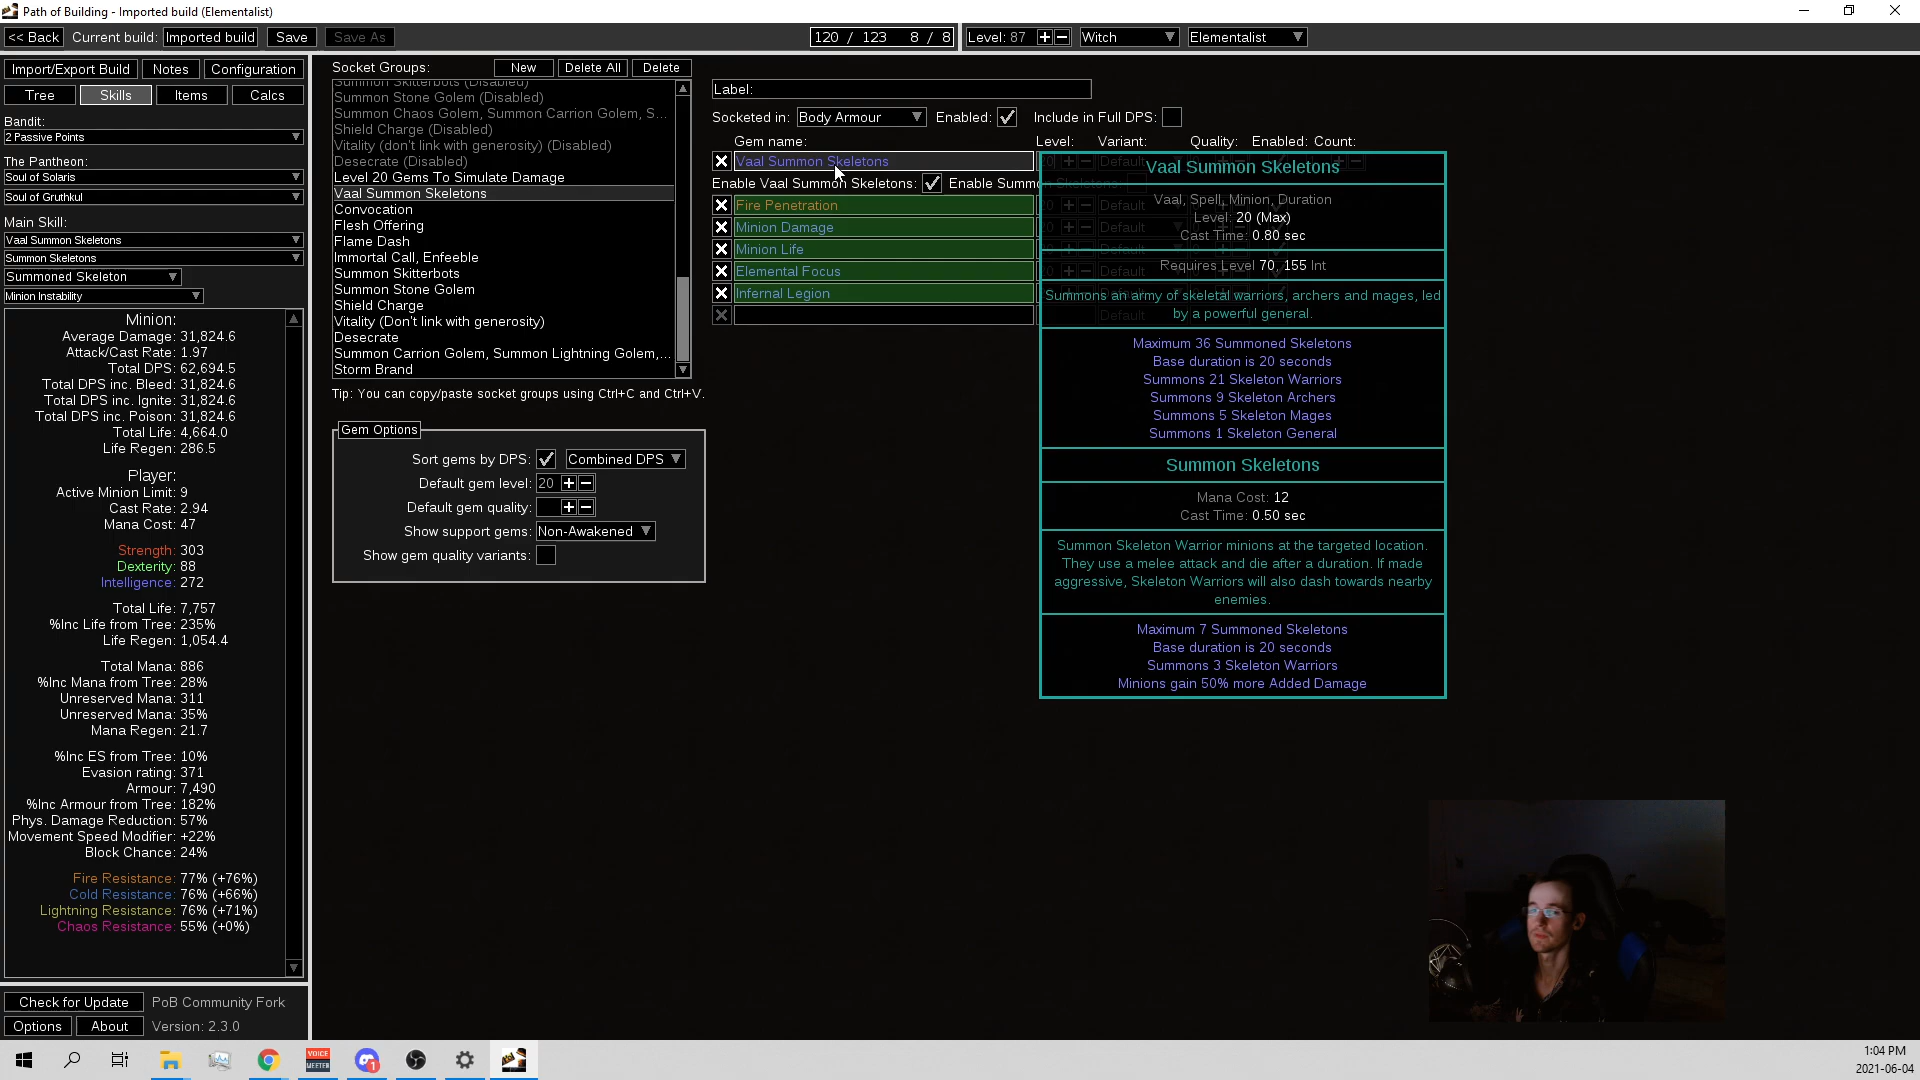 Path of Building - Imported build (Elementalist)
<< Back
Current build: Imported build
Save
Save As
120 / 123 8 / 8
Level: 87
Witch
Elementalist
Import/Export Build
Notes
Configuration
Tree
Skills
Items
Calcs
Bandit:
2 Passive Points
The Pantheon:
Soul of Solaris
Soul of Gruthkul
Main Skill:
Vaal Summon Skeletons
Summon Skeletons
Summoned Skeleton
Minion Instability
Minion:
Average Damage: 31,824.6
Attack/Cast Rate: 1.97
Total DPS: 62,694.5
Total DPS inc. Bleed: 31,824.6
Total DPS inc. Ignite: 31,824.6
Total DPS inc. Poison: 31,824.6
Total Life: 4,664.0
Life Regen: 286.5
Player:
Active Minion Limit: 9
Cast Rate: 2.94
Mana Cost: 47
Strength: 303
Dexterity: 88
Intelligence: 272
Total Life: 7,757
%Inc Life from Tree: 235%
Life Regen: 1,054.4
Total Mana: 886
%Inc Mana from Tree: 28%
Unreserved Mana: 311
Unreserved Mana: 35%
Mana Regen: 21.7
%Inc ES from Tree: 10%
Evasion rating: 371
Armour: 7,490
%Inc Armour from Tree: 182%
Phys. Damage Reduction: 57%
Movement Speed Modifier: +22%
Block Chance: 24%
Fire Resistance: 77% (+76%)
Cold Resistance: 76% (+66%)
Lightning Resistance: 76% (+71%)
Chaos Resistance: 55% (+0%)
Check for Update
PoB Community Fork
Options
About
Version: 2.3.0
Socket Groups:
New
Delete All
Delete
Summon Skitterbots (Disabled)
Summon Stone Golem (Disabled)
Summon Chaos Golem, Summon Carrion Golem, S...
Shield Charge (Disabled)
Vitality (don't link with generosity) (Disabled)
Desecrate (Disabled)
Level 20 Gems To Simulate Damage
Vaal Summon Skeletons
Convocation
Flesh Offering
Flame Dash
Immortal Call, Enfeeble
Summon Skitterbots
Summon Stone Golem
Shield Charge
Vitality (Don't link with generosity)
Desecrate
Summon Carrion Golem, Summon Lightning Golem,...
Storm Brand
Tip: You can copy/paste socket groups using Ctrl+C and Ctrl+V.
Gem Options
Sort gems by DPS:
Combined DPS
Default gem level: 20
Default gem quality:
Show support gems: Non-Awakened
Show gem quality variants:
Label:
Socketed in: Body Armour
Enabled:
Include in Full DPS:
Gem name:
Level:
Variant:
Quality:
Enabled:
Count:
Vaal Summon Skeletons
Enable Vaal Summon Skeletons:
Enable Summon Skeletons:
Fire Penetration
Minion Damage
Minion Life
Elemental Focus
Infernal Legion
Vaal Summon Skeletons
Vaal, Spell, Minion, Duration
Level: 20 (Max)
Cast Time: 0.80 sec
Requires Level 70, 155 Int
Summons an army of skeletal warriors, archers and mages, led
by a powerful general.
Maximum 36 Summoned Skeletons
Base duration is 20 seconds
Summons 21 Skeleton Warriors
Summons 9 Skeleton Archers
Summons 5 Skeleton Mages
Summons 1 Skeleton General
Summon Skeletons
Mana Cost: 12
Cast Time: 0.50 sec
Summon Skeleton Warrior minions at the targeted location.
They use a melee attack and die after a duration. If made
aggressive, Skeleton Warriors will also dash towards nearby
enemies.
Maximum 7 Summoned Skeletons
Base duration is 20 seconds
Summons 3 Skeleton Warriors
Minions gain 50% more Added Damage
VOICE
MEETER
1
1:04 PM
2021-06-04